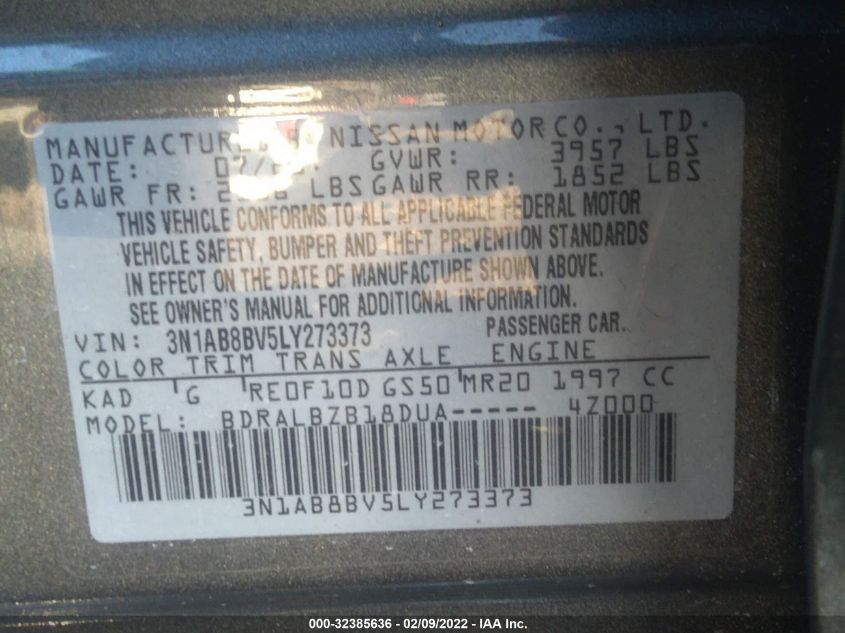 MANUFACTURED BY NISSAN MOTOR CO., LTD.
DATE: 07/ GVWR: 3957 LBS
GAWR FR: LBS GAWR RR: 1852 LBS
THIS VEHICLE CONFORMS TO ALL APPLICABLE FEDERAL MOTOR
VEHICLE SAFETY, BUMPER AND THEFT PREVENTION STANDARDS
IN EFFECT ON THE DATE OF MANUFACTURE SHOWN ABOVE.
SEE OWNER'S MANUAL FOR ADDITIONAL INFORMATION.
VIN: 3N1AB8BV5LY273373 PASSENGER CAR.
COLOR TRIM TRANS AXLE ENGINE
KAD G RE0F10D GS50 MR20 1997 CC
MODEL: BDRALBZB18DUA----- 4Z000
3N1AB8BV5LY273373
000-32385636 - 02/09/2022 - IAA Inc.